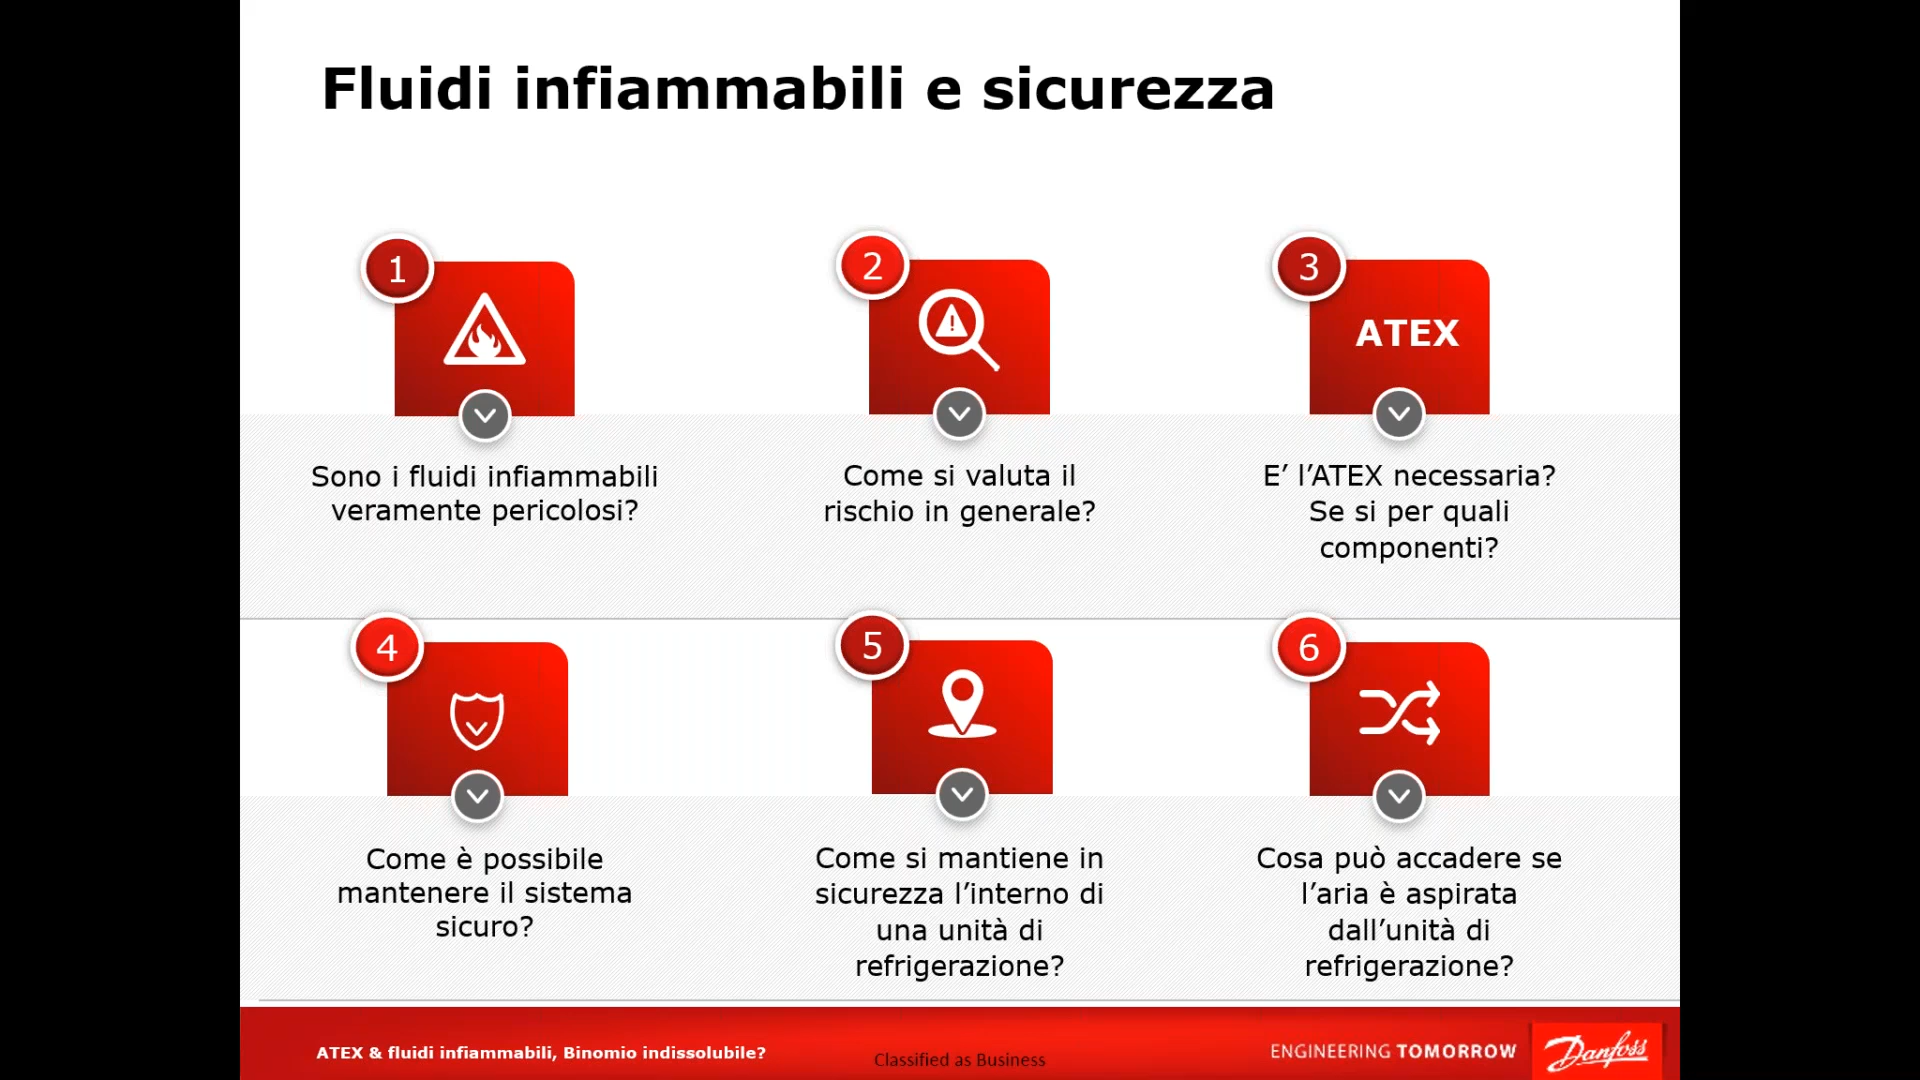 Fluidi infiammabili e sicurezza
1
2
3
ATEX
Sono i fluidi infiammabili
veramente pericolosi?
Come si valuta il
rischio in generale?
E’ l’ATEX necessaria?
Se si per quali
componenti?
4
5
6
Come è possibile
mantenere il sistema
sicuro?
Come si mantiene in
sicurezza l’interno di
una unità di
refrigerazione?
Cosa può accadere se
l’aria è aspirata
dall’unità di
refrigerazione?
ATEX & fluidi infiammabili, Binomio indissolubile?
Classified as Business
ENGINEERING TOMORROW
Danfoss